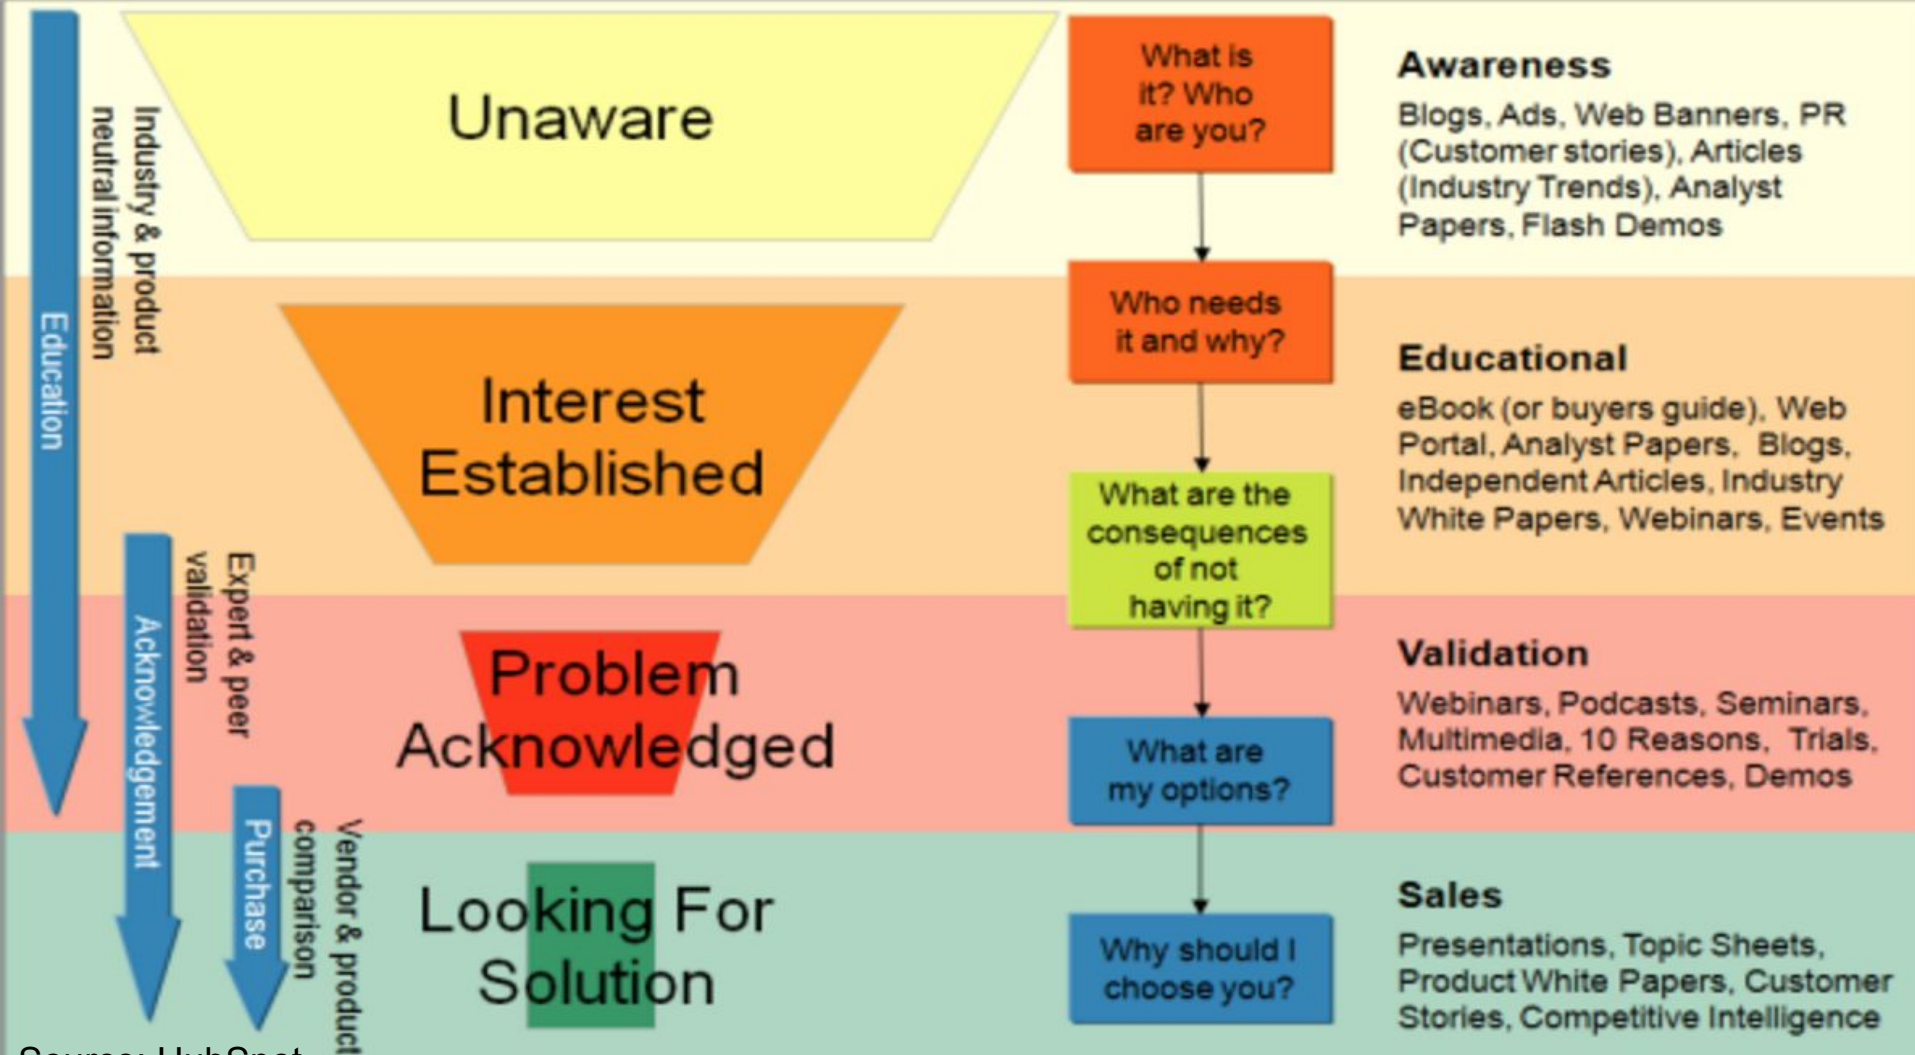 Education
Industry & product
neutral information
Acknowledgement
Expert & peer
validation
Purchase
Vendor & product
comparison
Unaware
Interest
Established
Problem
Acknowledged
Looking For
Solution
What is
it? Who
are you?
Who needs
it and why?
What are the
consequences
of not
having it?
What are
my options?
Why should I
choose you?
Awareness
Blogs, Ads, Web Banners, PR
(Customer stories), Articles
(Industry Trends), Analyst
Papers, Flash Demos
Educational
eBook (or buyers guide), Web
Portal, Analyst Papers, Blogs,
Independent Articles, Industry
White Papers, Webinars, Events
Validation
Webinars, Podcasts, Seminars,
Multimedia, 10 Reasons, Trials,
Customer References, Demos
Sales
Presentations, Topic Sheets,
Product White Papers, Customer
Stories, Competitive Intelligence
Source: HubSpot